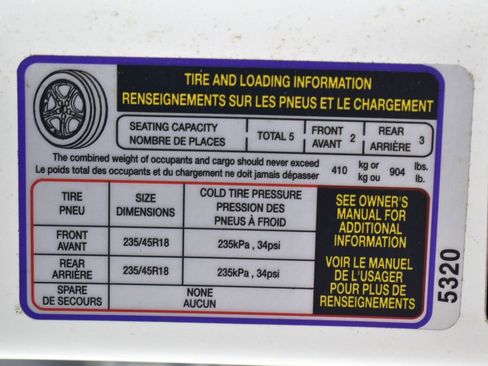 TIRE AND LOADING INFORMATION
RENSEIGNEMENTS SUR LES PNEUS ET LE CHARGEMENT
SEATING CAPACITY
NOMBRE DE PLACES
TOTAL 5
FRONT
AVANT 2
REAR
ARRIÈRE 3
The combined weight of occupants and cargo should never exceed
Le poids total des occupants et du chargement ne doit jamais dépasser
410
kg or
kg ou
904
lbs.
lb.
TIRE
PNEU
SIZE
DIMENSIONS
COLD TIRE PRESSURE
PRESSION DES
PNEUS À FROID
FRONT
AVANT
235/45R18
235kPa , 34psi
REAR
ARRIÈRE
235/45R18
235kPa , 34psi
SPARE
DE SECOURS
NONE
AUCUN
SEE OWNER'S
MANUAL FOR
ADDITIONAL
INFORMATION
VOIR LE MANUEL
DE L'USAGER
POUR PLUS DE
RENSEIGNEMENTS
5320